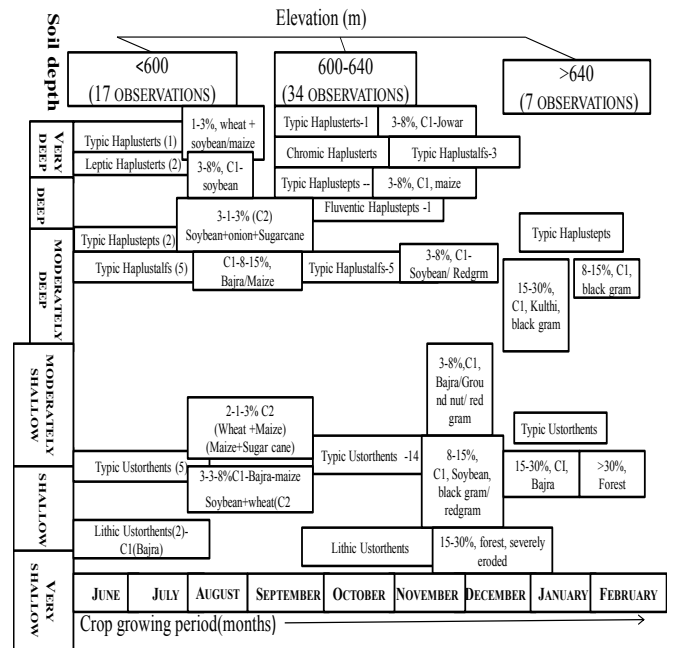 Elevation (m)
Soil depth
<600
(17 OBSERVATIONS)
600-640
(34 OBSERVATIONS)
>640
(7 OBSERVATIONS)
VERY
DEEP
Typic Haplusterts (1)
Leptic Haplusterts (2)
1-3%, wheat +
soybean/maize
3-8%, C1-
soybean
Typic Haplusterts-1
3-8%, C1-Jowar
Chromic Haplusterts
Typic Haplustalfs-3
Typic Haplustepts --
3-8%, C1, maize
DEEP
3-1-3% (C2)
Soybean+onion+Sugarcane
Fluventic Haplustepts -1
MODERATELY
DEEP
Typic Haplustepts (2)
Typic Haplustalfs (5)
C1-8-15%,
Bajra/Maize
Typic Haplustalfs-5
3-8%, C1-
Soybean/ Redgrm
Typic Haplustepts
15-30%,
C1, Kulthi,
black gram
8-15%, C1,
black gram
MODERATELY
SHALLOW
3-8%,C1,
Bajra/Grou
nd nut/ red
gram
2-1-3% C2
(Wheat +Maize)
(Maize+Sugar cane)
Typic Ustorthents
SHALLOW
Typic Ustorthents (5)
3-3-8%C1-Bajra-maize
Soybean+wheat(C2
Typic Ustorthents -14
8-15%,
C1, Soybean,
black gram/
redgram
15-30%, CI,
Bajra
>30%,
Forest
Lithic Ustorthents(2)-
C1(Bajra)
Lithic Ustorthents
15-30%, forest, severely
eroded
VERY
SHALLOW
JUNE JULY AUGUST SEPTEMBER OCTOBER NOVEMBER DECEMBER JANUARY FEBRUARY
Crop growing period(months)